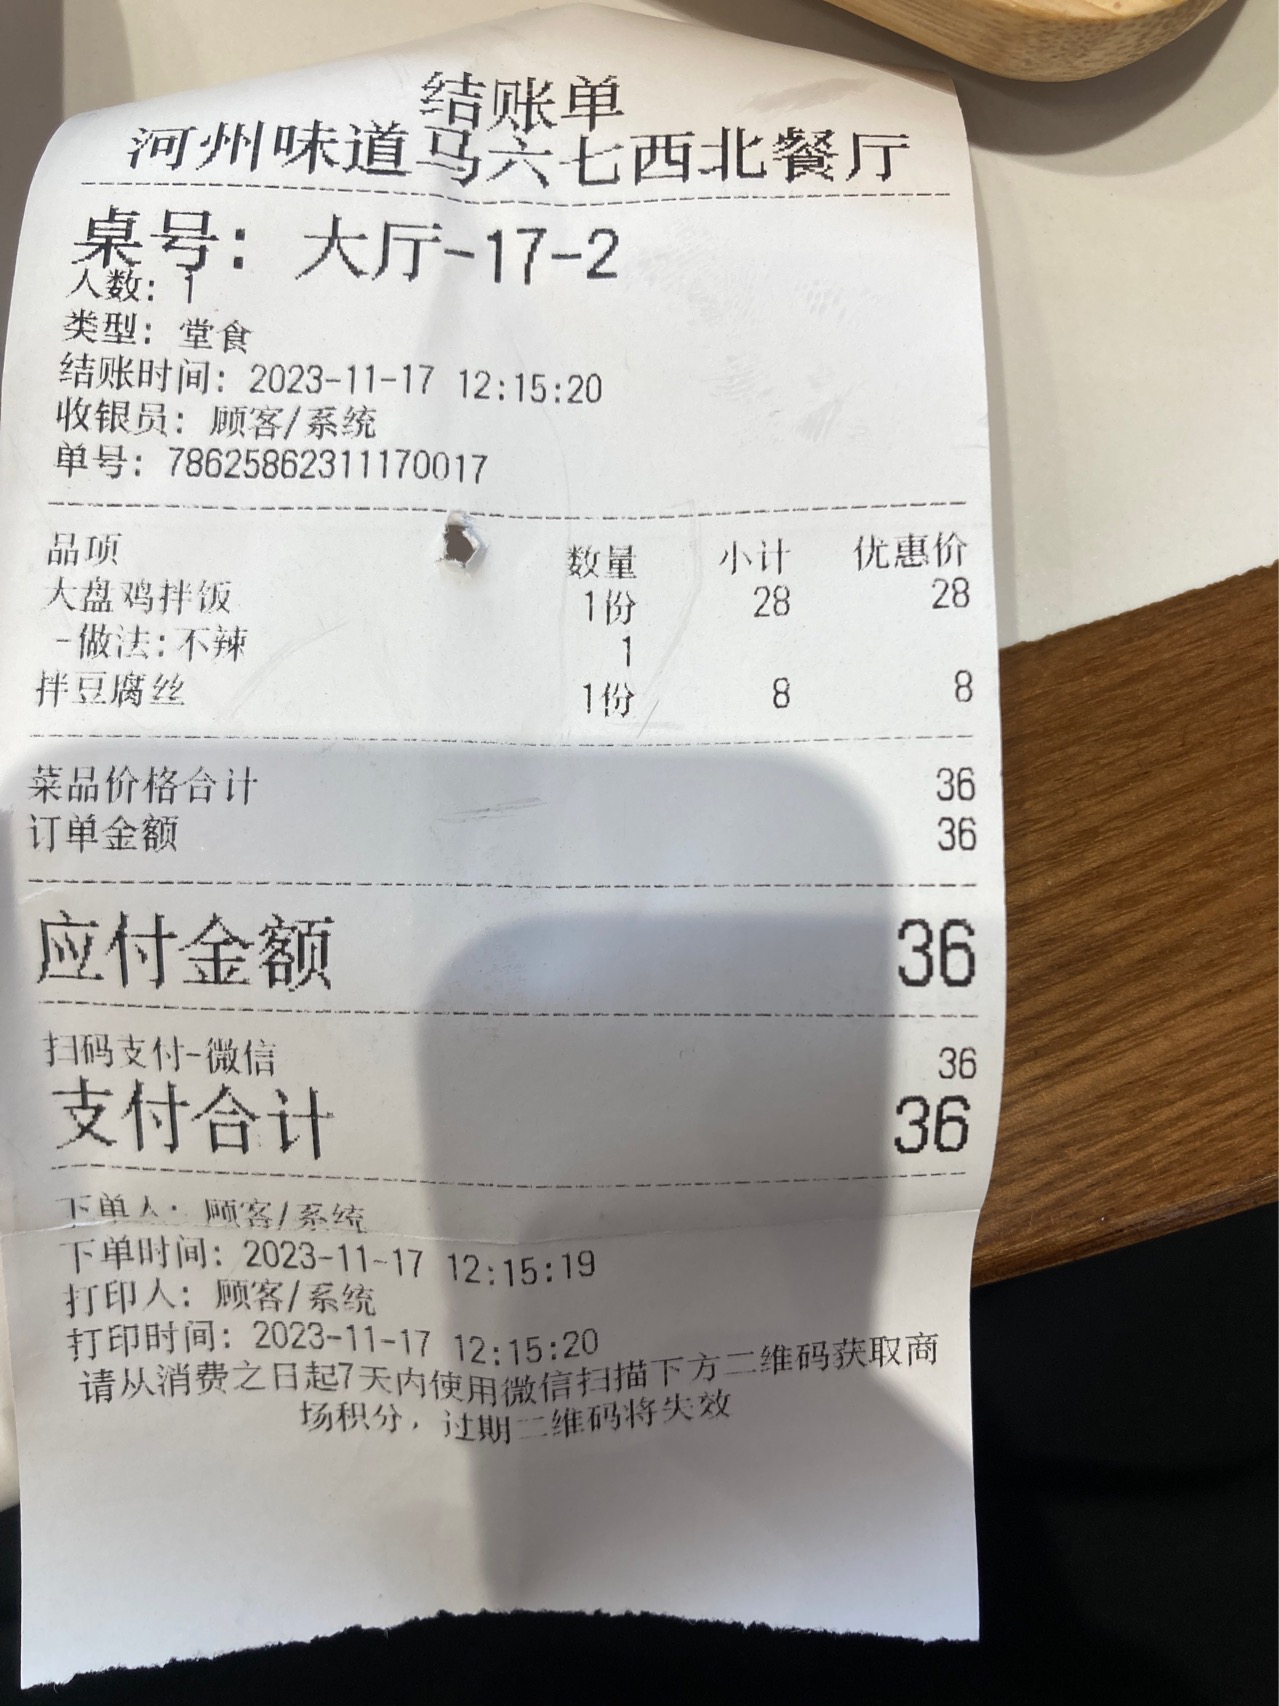 结账单
河州味道马六七西北餐厅
桌号：大厅-17-2
人数：1
类型：堂食
结账时间：2023-11-17 12:15:20
收银员：顾客/系统
单号：78625862311170017
品项 数量 小计 优惠价
大盘鸡拌饭 1份 28 28
-做法:不辣 1
拌豆腐丝 1份 8 8
菜品价格合计 36
订单金额 36
应付金额 36
扫码支付-微信 36
支付合计 36
下单人：顾客/系统
下单时间：2023-11-17 12:15:19
打印人：顾客/系统
打印时间：2023-11-17 12:15:20
请从消费之日起7天内使用微信扫描下方二维码获取商
场积分，过期二维码将失效